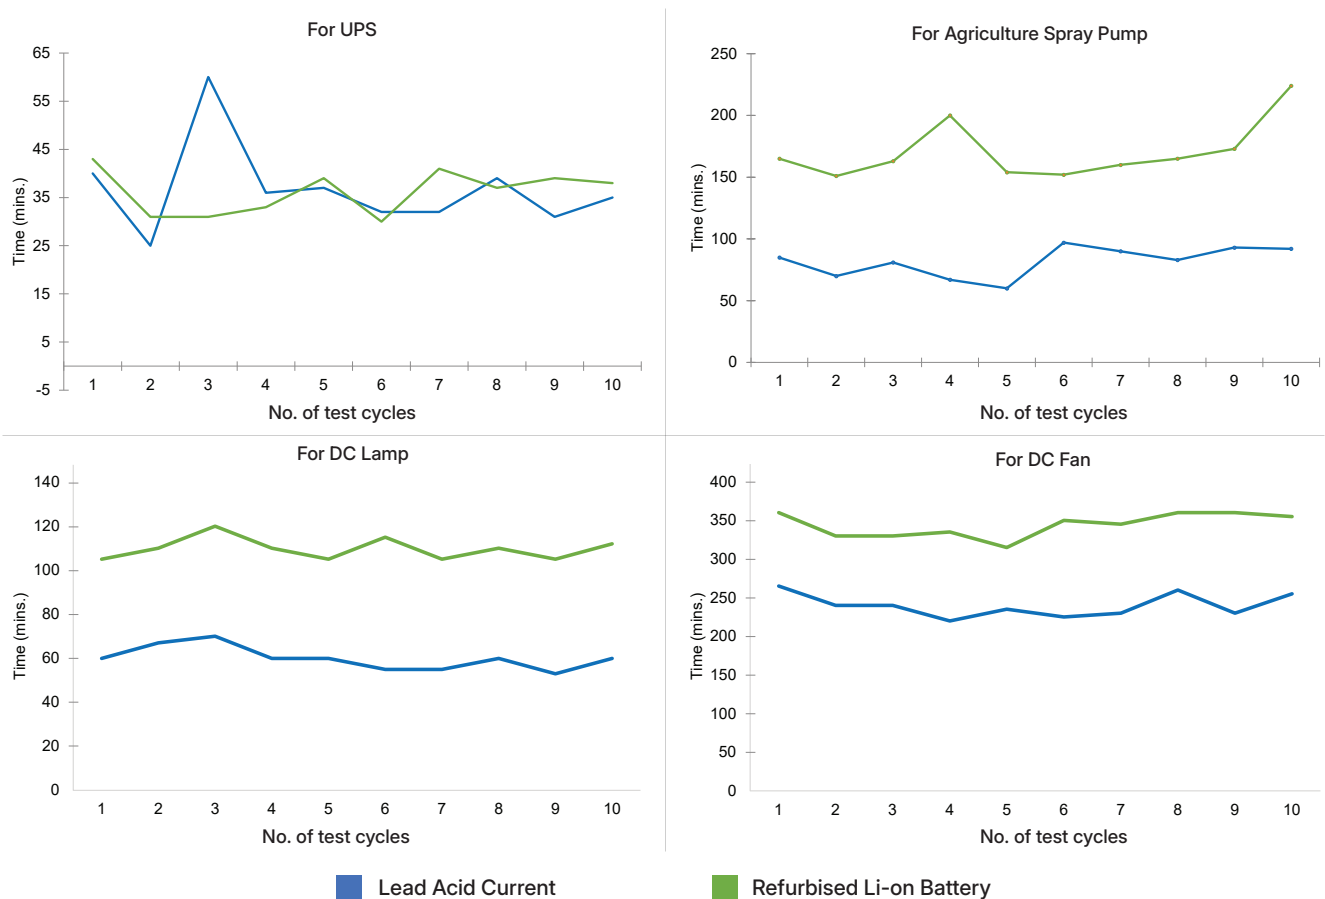 For UPS
65
55
45
35
25
15
5
-5
Time (mins.)
1 2 3 4 5 6 7 8 9 10
No. of test cycles
For Agriculture Spray Pump
250
200
150
100
50
0
Time (mins.)
1 2 3 4 5 6 7 8 9 10
No. of test cycles
For DC Lamp
140
120
100
80
60
40
20
0
Time (mins.)
1 2 3 4 5 6 7 8 9 10
No. of test cycles
For DC Fan
400
350
300
250
200
150
100
50
0
Time (mins.)
1 2 3 4 5 6 7 8 9 10
No. of test cycles
Lead Acid Current
Refurbised Li-on Battery